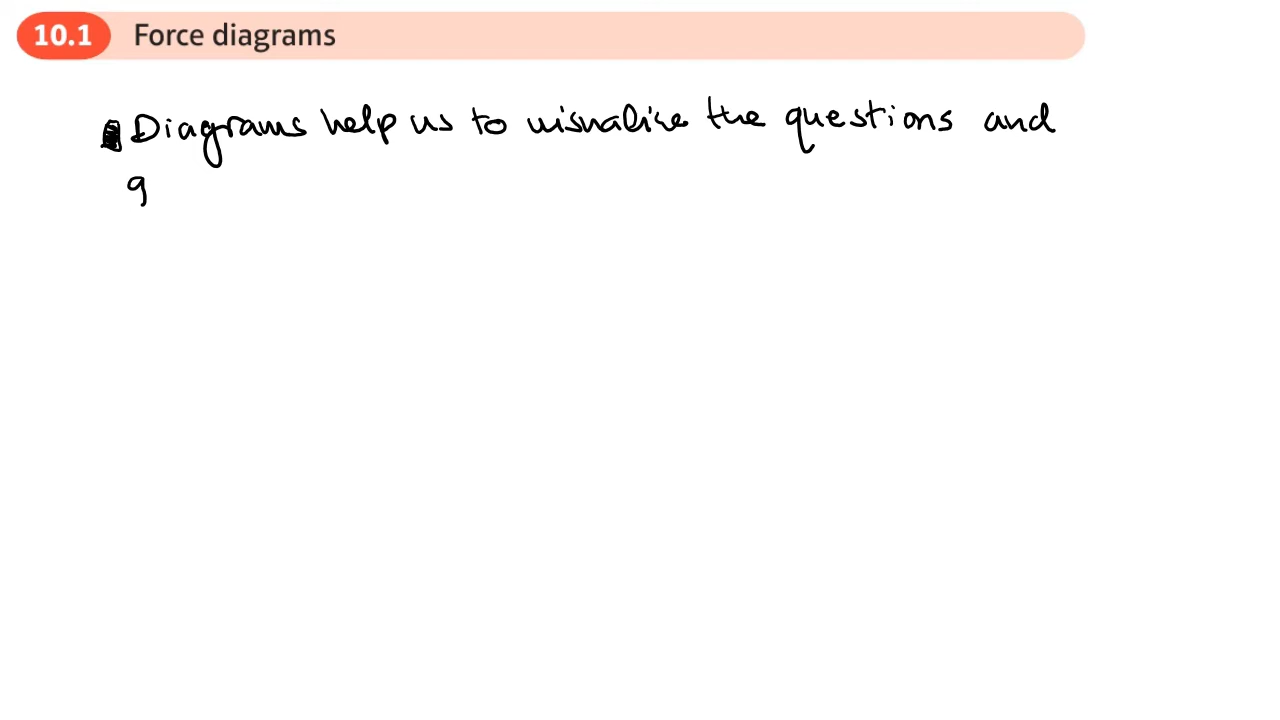 10.1 Force diagrams
Diagrams help us to visualise the questions and
g